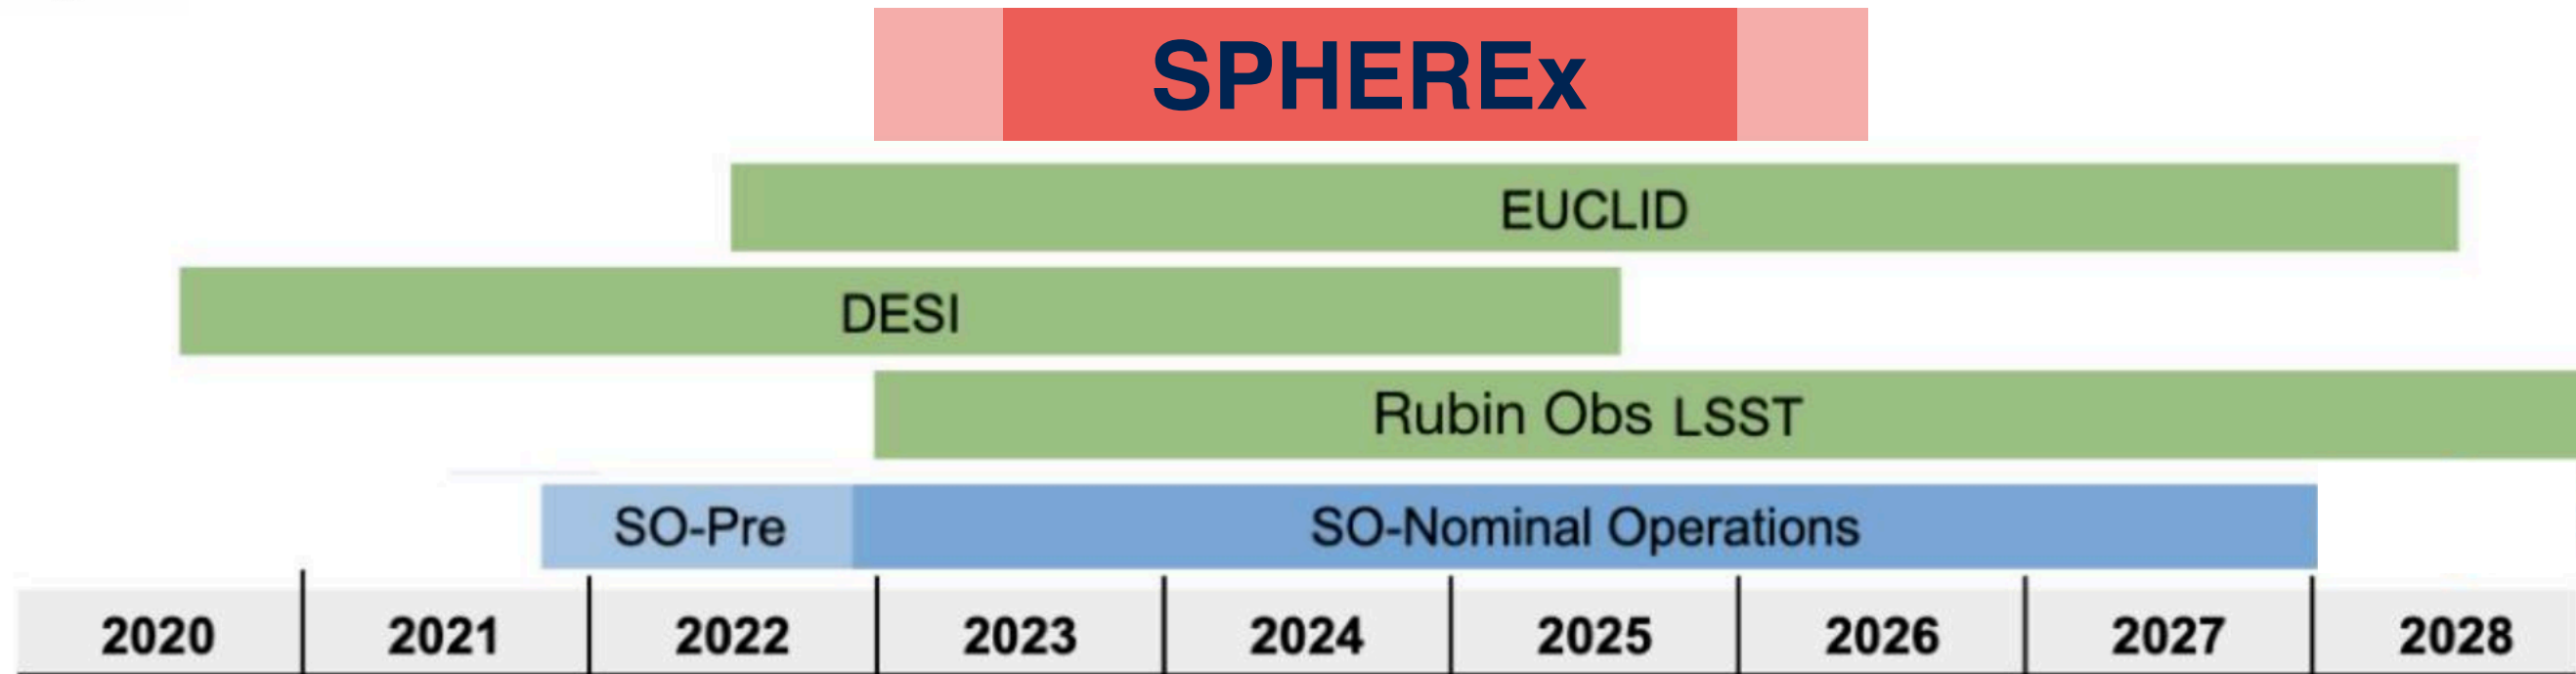 SPHEREx
EUCLID
DESI
Rubin Obs LSST
SO-Pre SO-Nominal Operations
2020 2021 2022 2023 2024 2025 2026 2027 2028